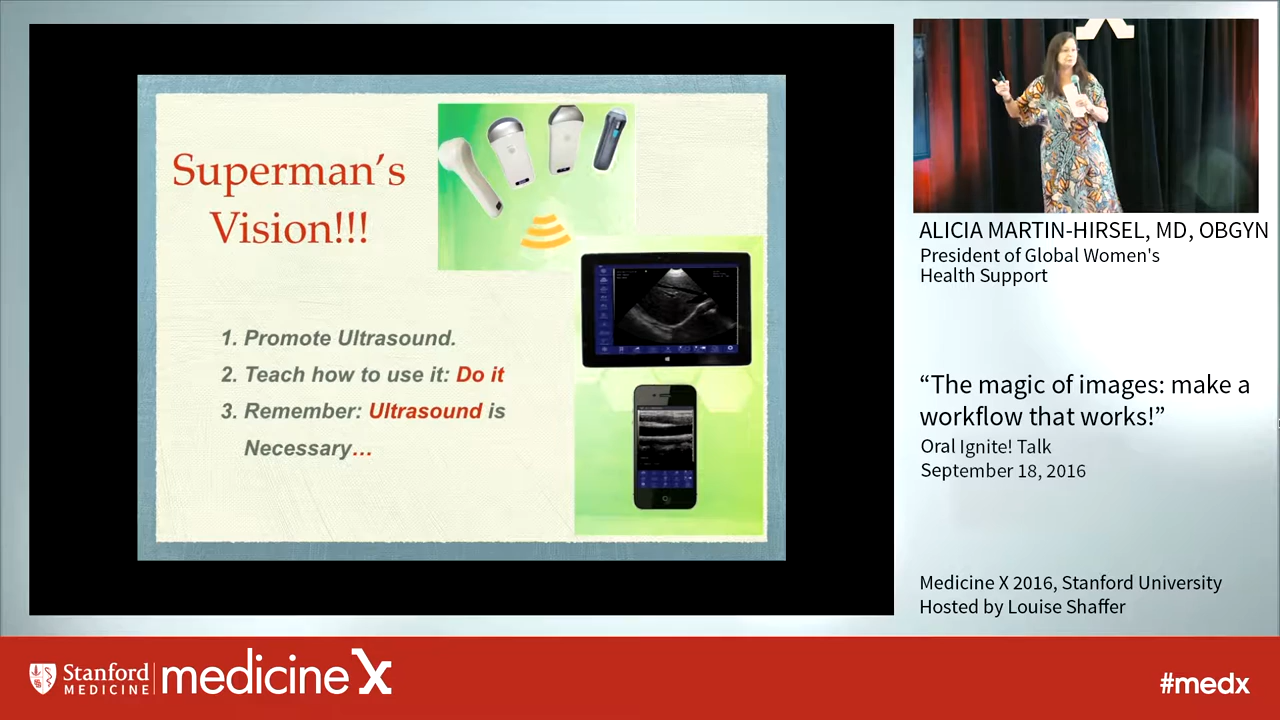 Superman's
Vision!!!
1. Promote Ultrasound.
2. Teach how to use it: Do it
3. Remember: Ultrasound is
Necessary...
ALICIA MARTIN-HIRSEL, MD, OBGYN
President of Global Women's
Health Support
“The magic of images: make a
workflow that works!”
Oral Ignite! Talk
September 18, 2016
Medicine X 2016, Stanford University
Hosted by Louise Shaffer
Stanford
MEDICINE
medicine X
#medx